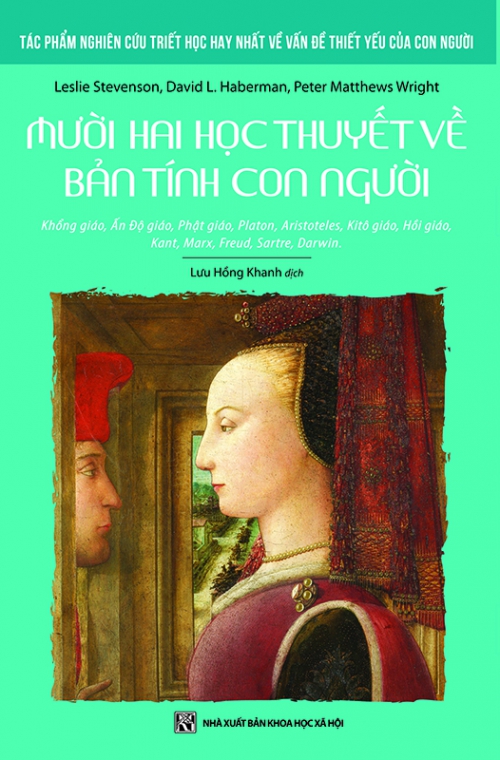 TÁC PHẨM NGHIÊN CỨU TRIẾT HỌC HAY NHẤT VỀ VẤN ĐỀ THIẾT YẾU CỦA CON NGƯỜI
Leslie Stevenson, David L. Haberman, Peter Matthews Wright
MƯỜI HAI HỌC THUYẾT VỀ
BẢN TÍNH CON NGƯỜI
Khổng giáo, Ấn Độ giáo, Phật giáo, Platon, Aristoteles, Kitô giáo, Hồi giáo,
Kant, Marx, Freud, Sartre, Darwin.
Lưu Hồng Khanh dịch
NHÀ XUẤT BẢN KHOA HỌC XÃ HỘI